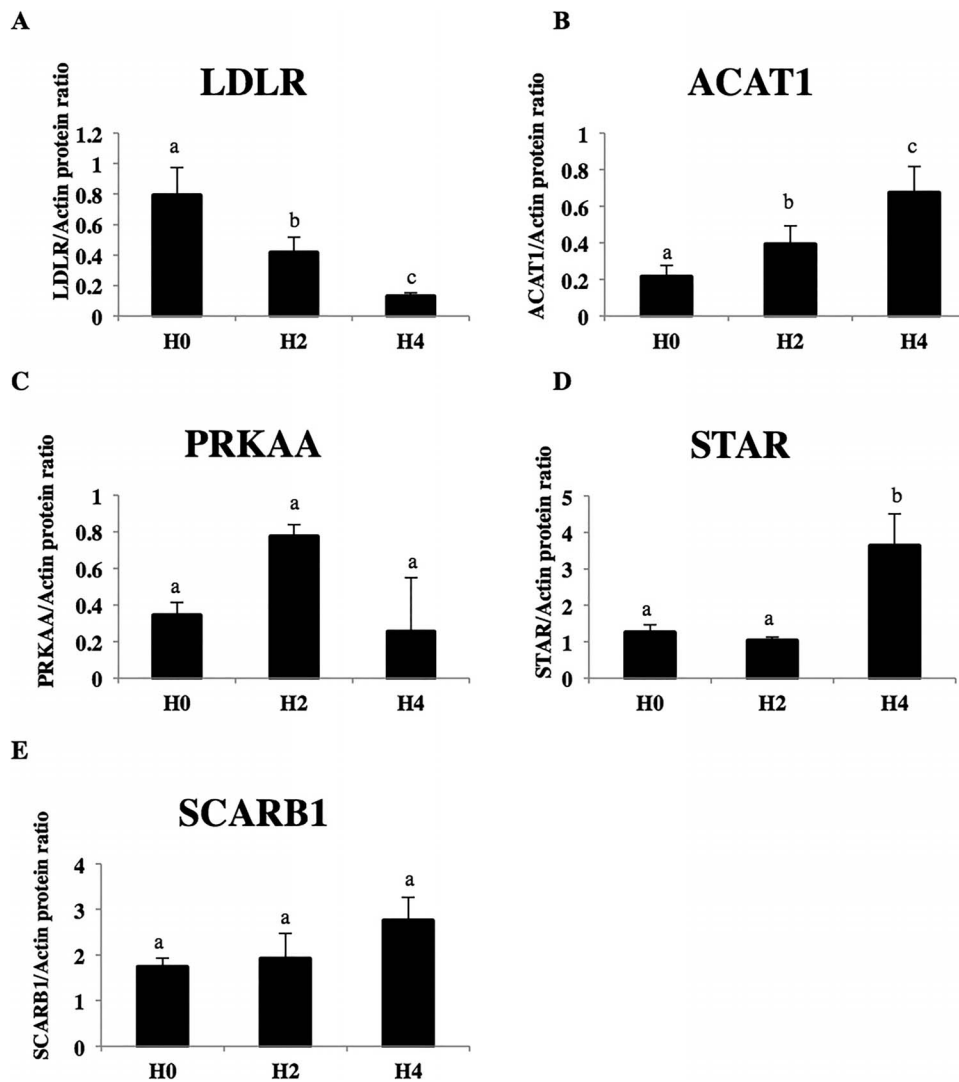 A
LDLR
LDLR/Actin protein ratio
1.2
1
0.8
0.6
0.4
0.2
0
a
b
c
H0 H2 H4
B
ACAT1
ACAT1/Actin protein ratio
1
0.8
0.6
0.4
0.2
0
a
b
c
H0 H2 H4
C
PRKAA
PRKAA/Actin protein ratio
1
0.8
0.6
0.4
0.2
0
a
a
a
H0 H2 H4
D
STAR
STAR/Actin protein ratio
5
4
3
2
1
0
a
a
b
H0 H2 H4
E
SCARB1
SCARB1/Actin protein ratio
4
3
2
1
0
a
a
a
H0 H2 H4